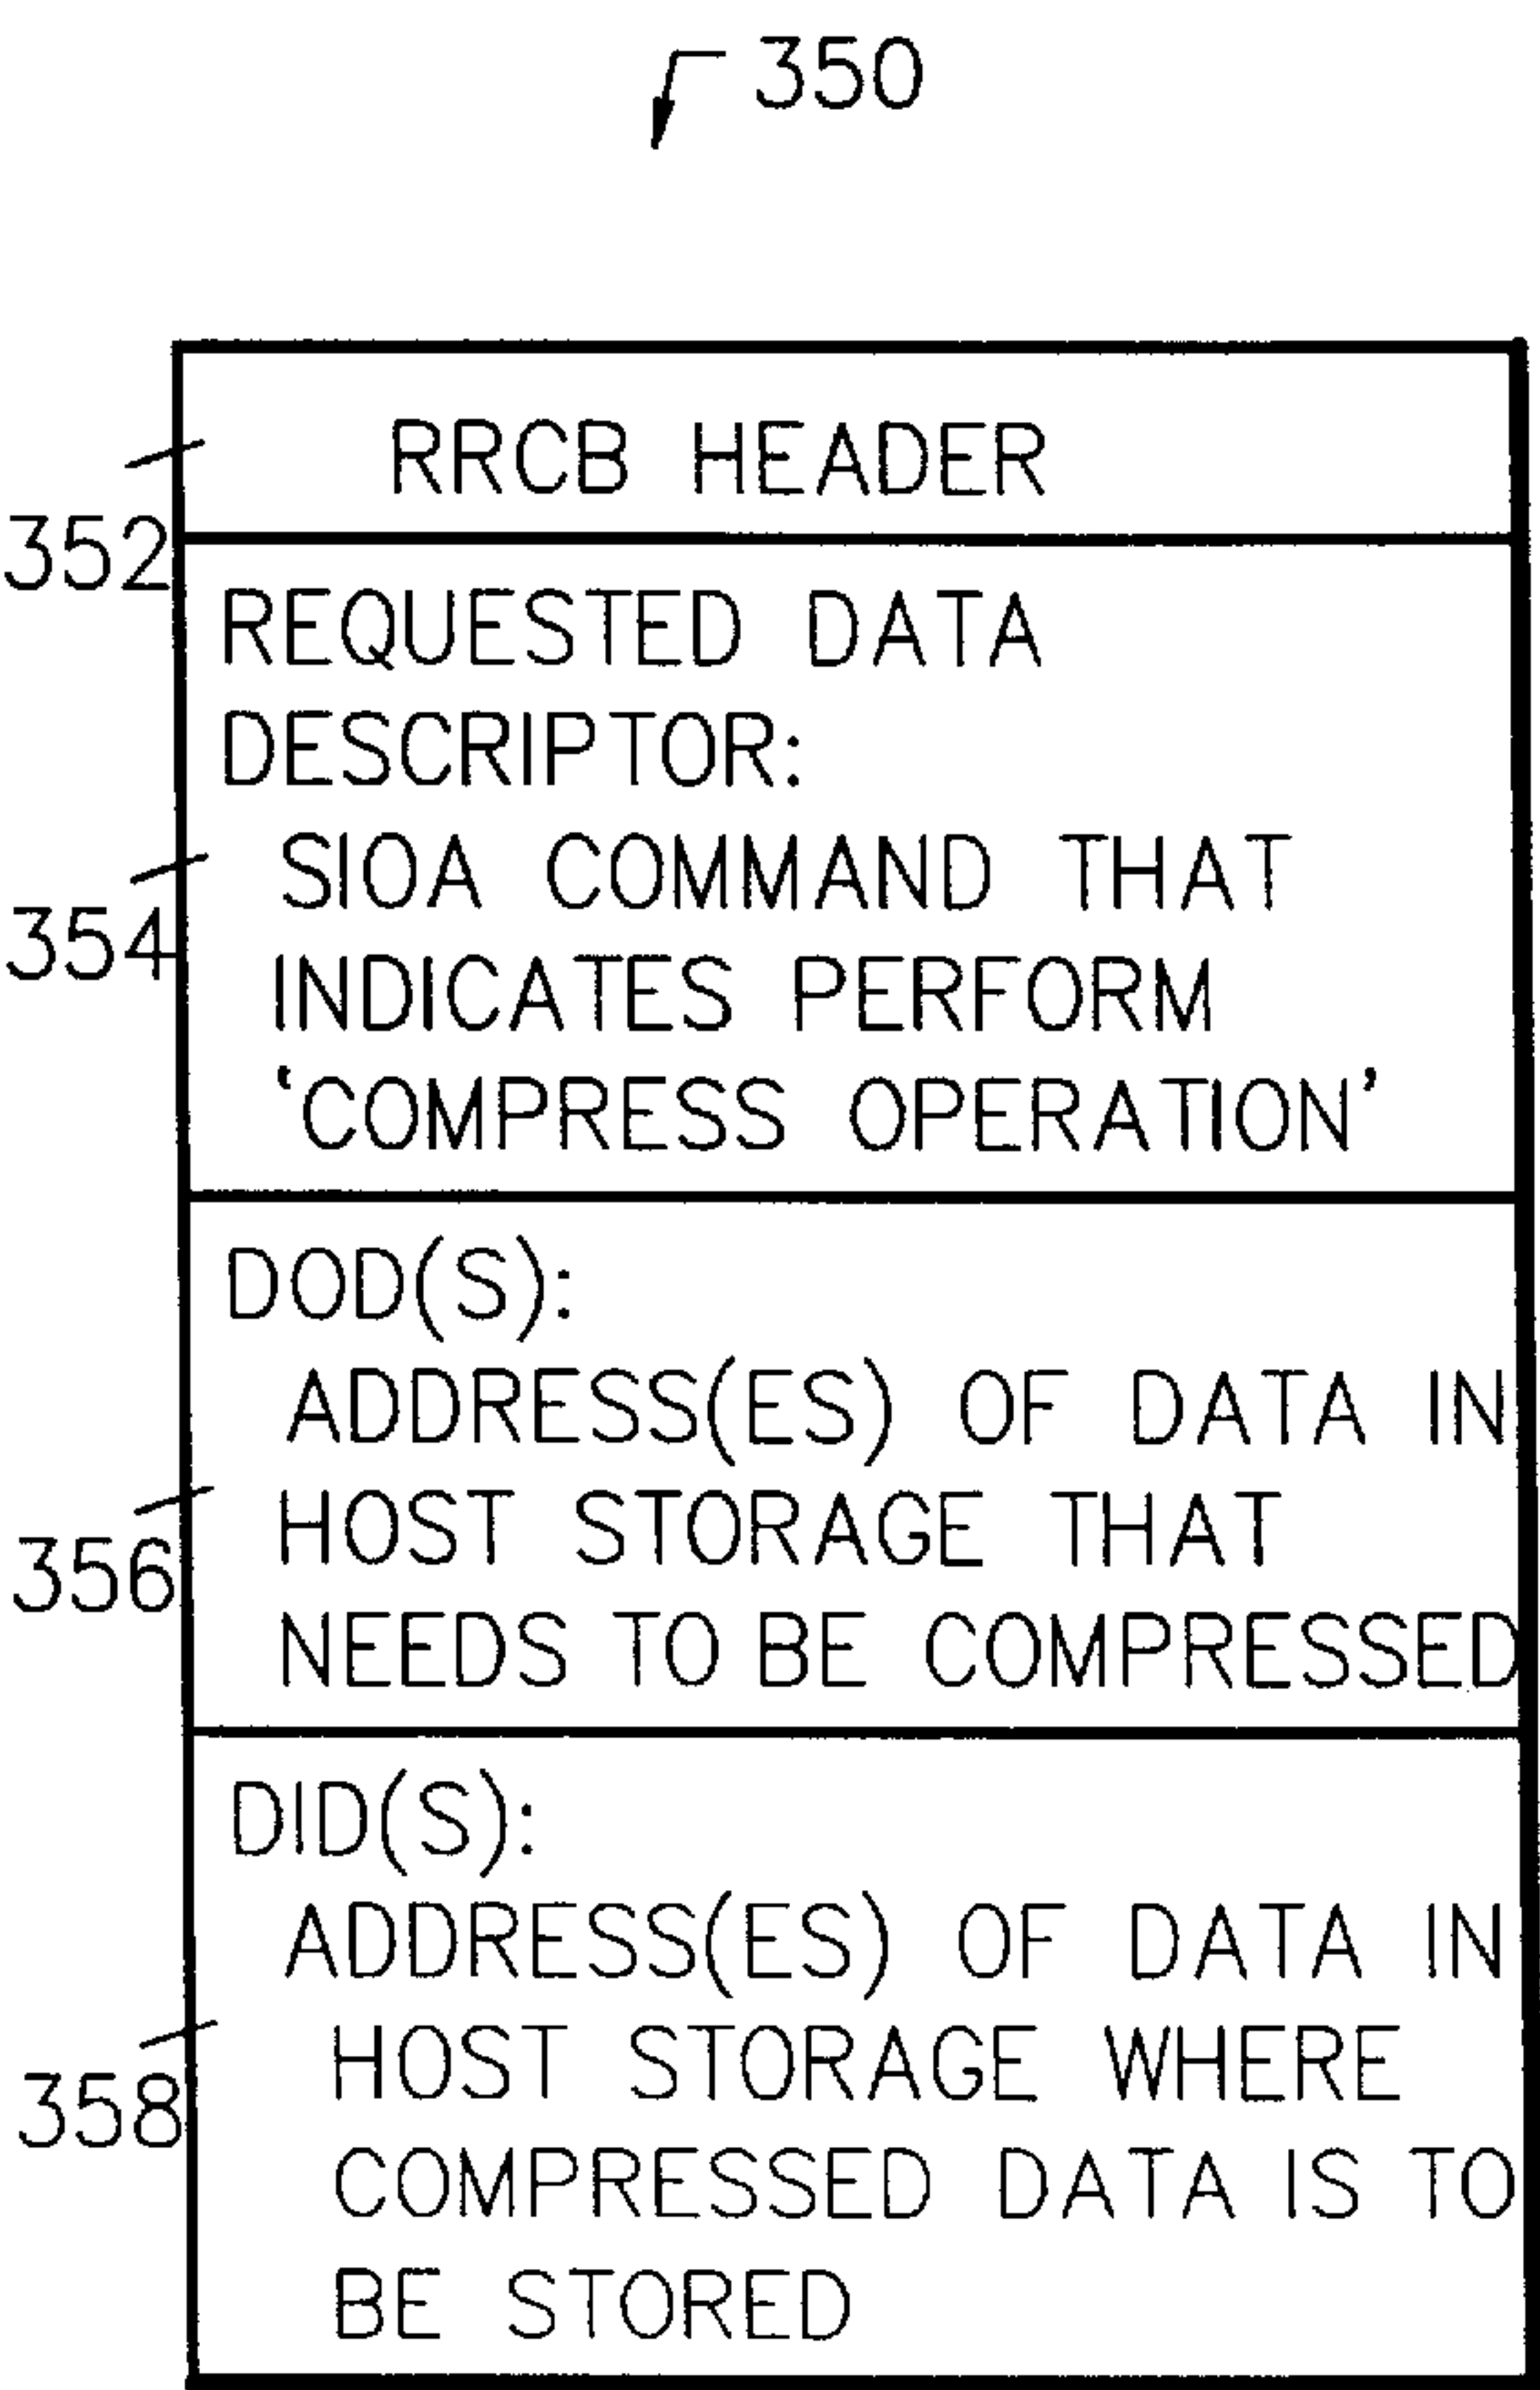 350
RRCB HEADER
352
REQUESTED DATA
DESCRIPTOR:
SIOA COMMAND THAT
354
INDICATES PERFORM
‘COMPRESS OPERATION’
DOD(S):
ADDRESS(ES) OF DATA IN
HOST STORAGE THAT
356
NEEDS TO BE COMPRESSED
DID(S):
ADDRESS(ES) OF DATA IN
HOST STORAGE WHERE
358
COMPRESSED DATA IS TO
BE STORED